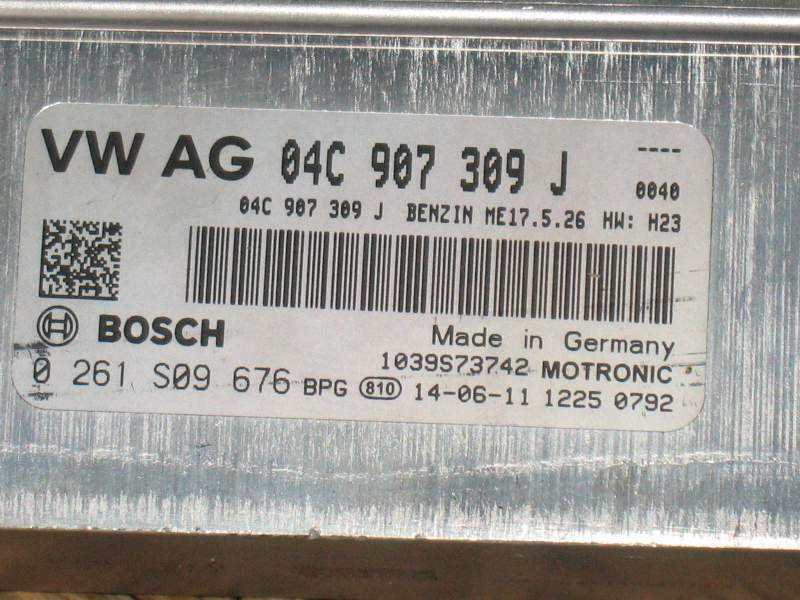 VW AG 04C 907 309 J ----
0040
04C 907 309 J BENZIN ME17.5.26 HW: H23
BOSCH Made in Germany
1039S73742 MOTRONIC
0 261 S09 676 BPG 810 14-06-11 1225 0792